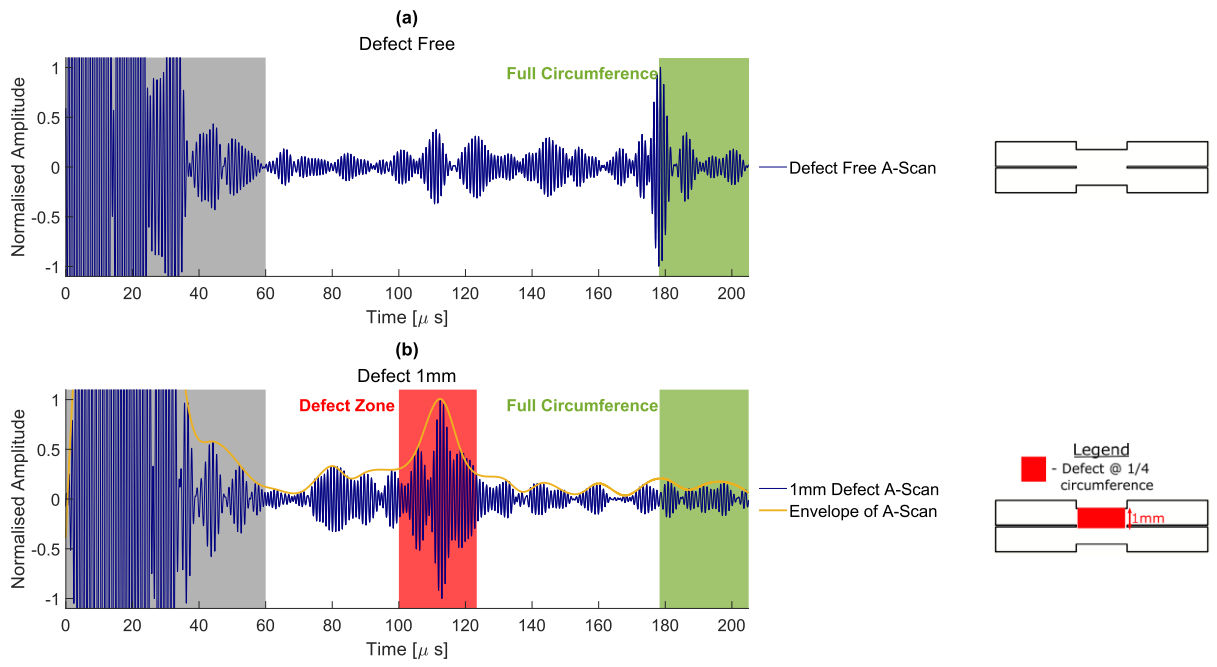 (a)
Defect Free
Normalised Amplitude
1
0.5
0
-0.5
-1
Full Circumference
0 20 40 60 80 100 120 140 160 180 200
Time [μ s]
Defect Free A-Scan
(b)
Defect 1mm
Normalised Amplitude
1
0.5
0
-0.5
-1
Defect Zone
Full Circumference
0 20 40 60 80 100 120 140 160 180 200
Time [μ s]
1mm Defect A-Scan
Envelope of A-Scan
Legend
- Defect @ 1/4
circumference
1mm